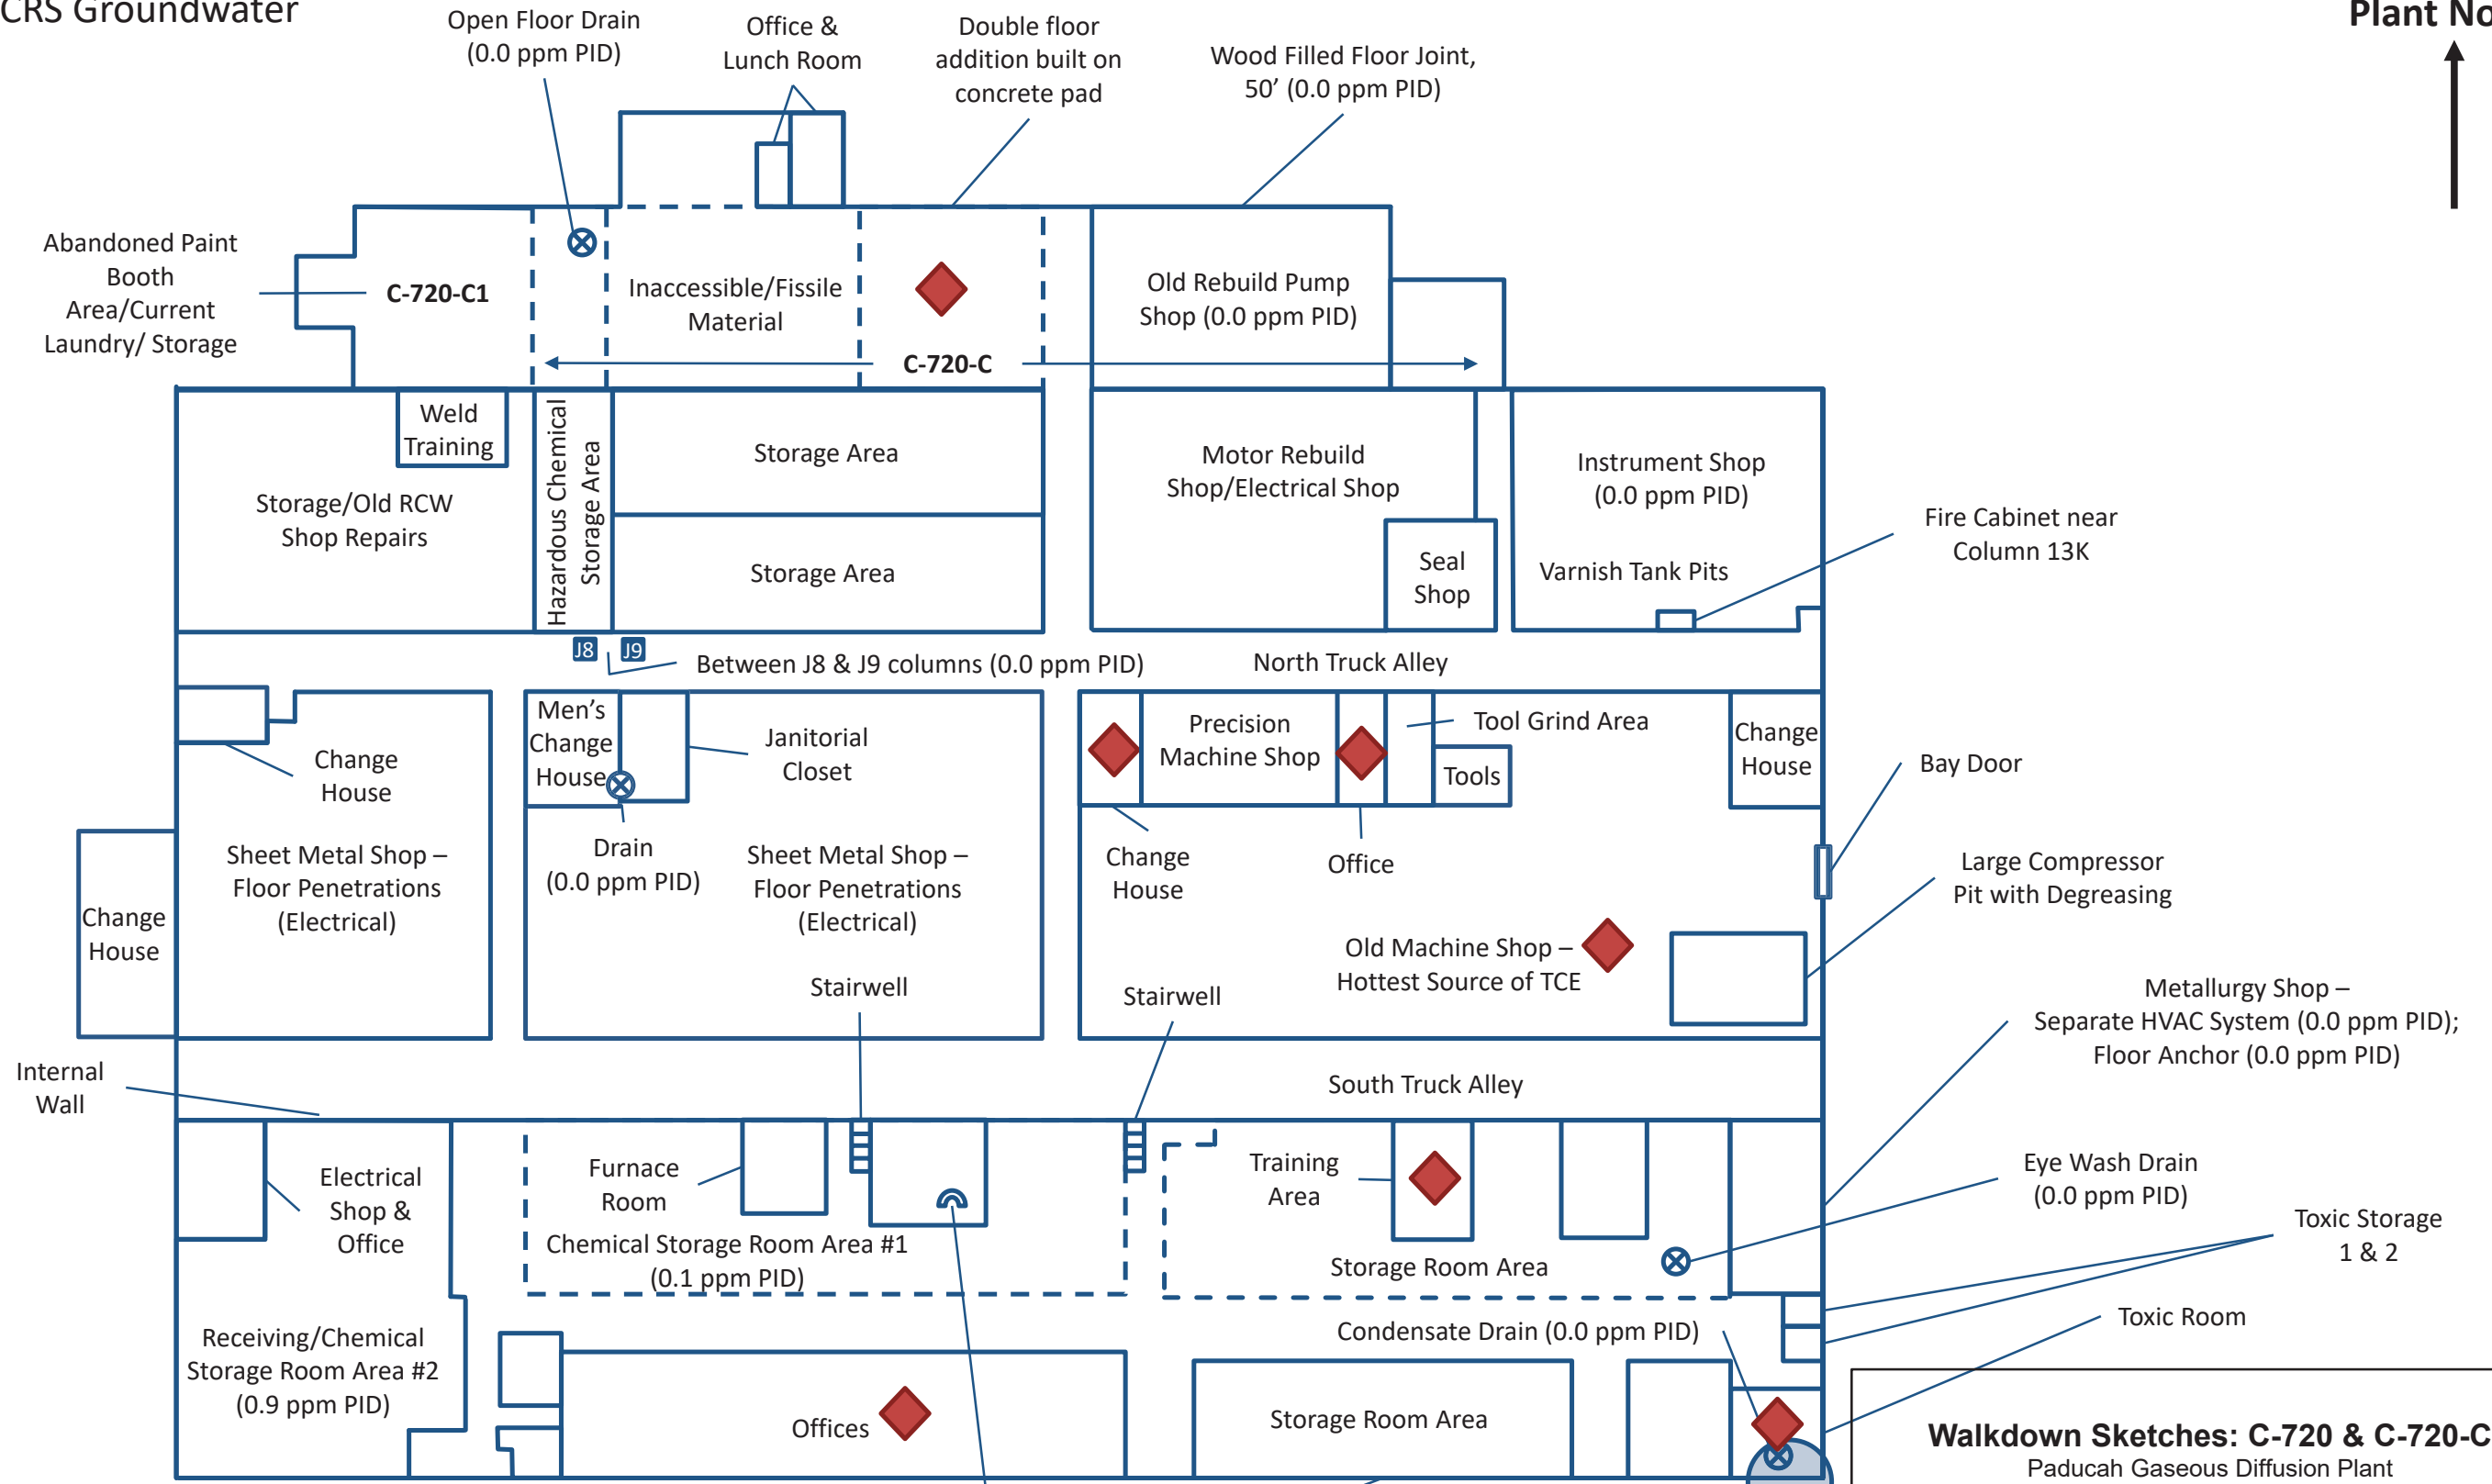 CRS Groundwater
Plant No
Open Floor Drain
(0.0 ppm PID)
Office &
Lunch Room
Double floor
addition built on
concrete pad
Wood Filled Floor Joint,
50’ (0.0 ppm PID)
Abandoned Paint
Booth
Area/Current
Laundry/ Storage
C-720-C1
Inaccessible/Fissile
Material
C-720-C
Old Rebuild Pump
Shop (0.0 ppm PID)
Weld
Training
Storage/Old RCW
Shop Repairs
Hazardous Chemical
Storage Area
Storage Area
Storage Area
Motor Rebuild
Shop/Electrical Shop
Seal
Shop
Instrument Shop
(0.0 ppm PID)
Varnish Tank Pits
Fire Cabinet near
Column 13K
J8
J9
Between J8 & J9 columns (0.0 ppm PID)
North Truck Alley
Change
House
Men’s
Change
House
Janitorial
Closet
Precision
Machine Shop
Tool Grind Area
Tools
Change
House
Bay Door
Sheet Metal Shop –
Floor Penetrations
(Electrical)
Drain
(0.0 ppm PID)
Sheet Metal Shop –
Floor Penetrations
(Electrical)
Change
House
Office
Large Compressor
Pit with Degreasing
Change
House
Old Machine Shop –
Hottest Source of TCE
Stairwell
Stairwell
Metallurgy Shop –
Separate HVAC System (0.0 ppm PID);
Floor Anchor (0.0 ppm PID)
Internal
Wall
South Truck Alley
Electrical
Shop &
Office
Furnace
Room
Chemical Storage Room Area #1
(0.1 ppm PID)
Training
Area
Storage Room Area
Eye Wash Drain
(0.0 ppm PID)
Toxic Storage
1 & 2
Toxic Room
Condensate Drain (0.0 ppm PID)
Receiving/Chemical
Storage Room Area #2
(0.9 ppm PID)
Offices
Storage Room Area
Walkdown Sketches: C-720 & C-720-C
Paducah Gaseous Diffusion Plant